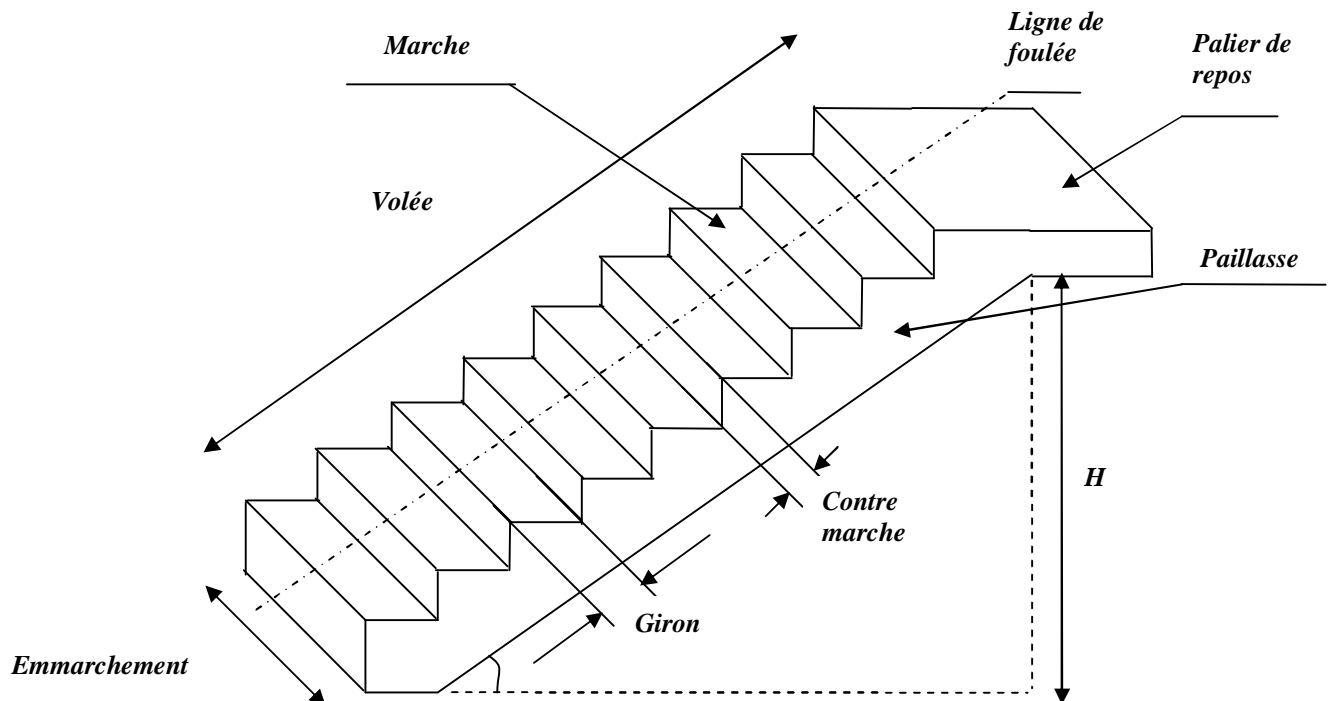 Marche
Ligne de
foulée
Palier de
repos
Volée
Paillasse
H
Contre
marche
Giron
Emmarchement